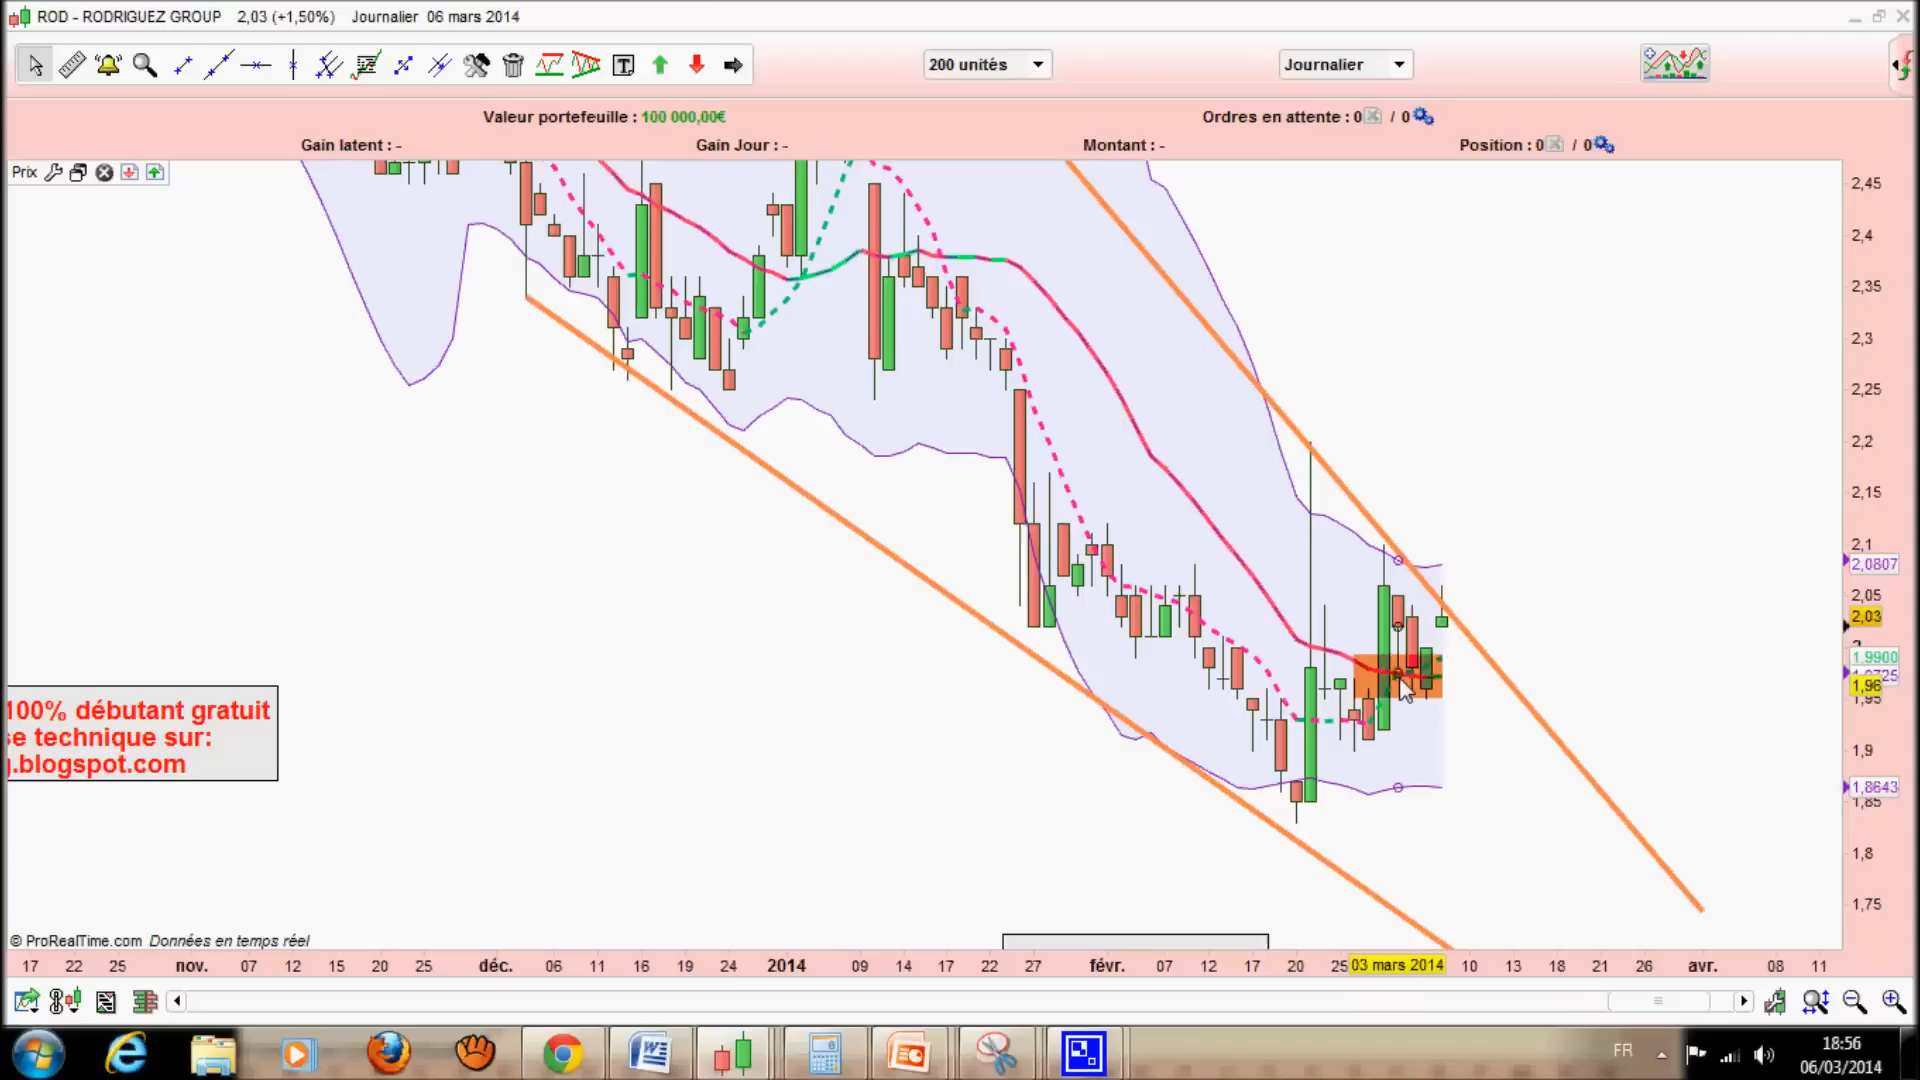 ROD - RODRIGUEZ GROUP 2,03 (+1,50%) Journalier 06 mars 2014
200 unités
Journalier
Valeur portefeuille : 100 000,00€
Ordres en attente : 0 / 0
Gain latent : -
Gain Jour : -
Montant : -
Position : 0 / 0
Prix
2,45
2,4
2,35
2,3
2,25
2,2
2,15
2,1
2,0807
2,05
2,03
1,9900
1,96
1,95
1,9
1,8643
1,85
1,8
1,75
100% débutant gratuit
se technique sur:
.blogspot.com
© ProRealTime.com Données en temps réel
17 22 25 nov. 07 12 15 20 25 déc. 06 11 16 19 24 2014 09 14 17 22 27 févr. 07 12 17 20 25 03 mars 2014 10 13 18 21 26 avr. 08 11
FR
18:56
06/03/2014